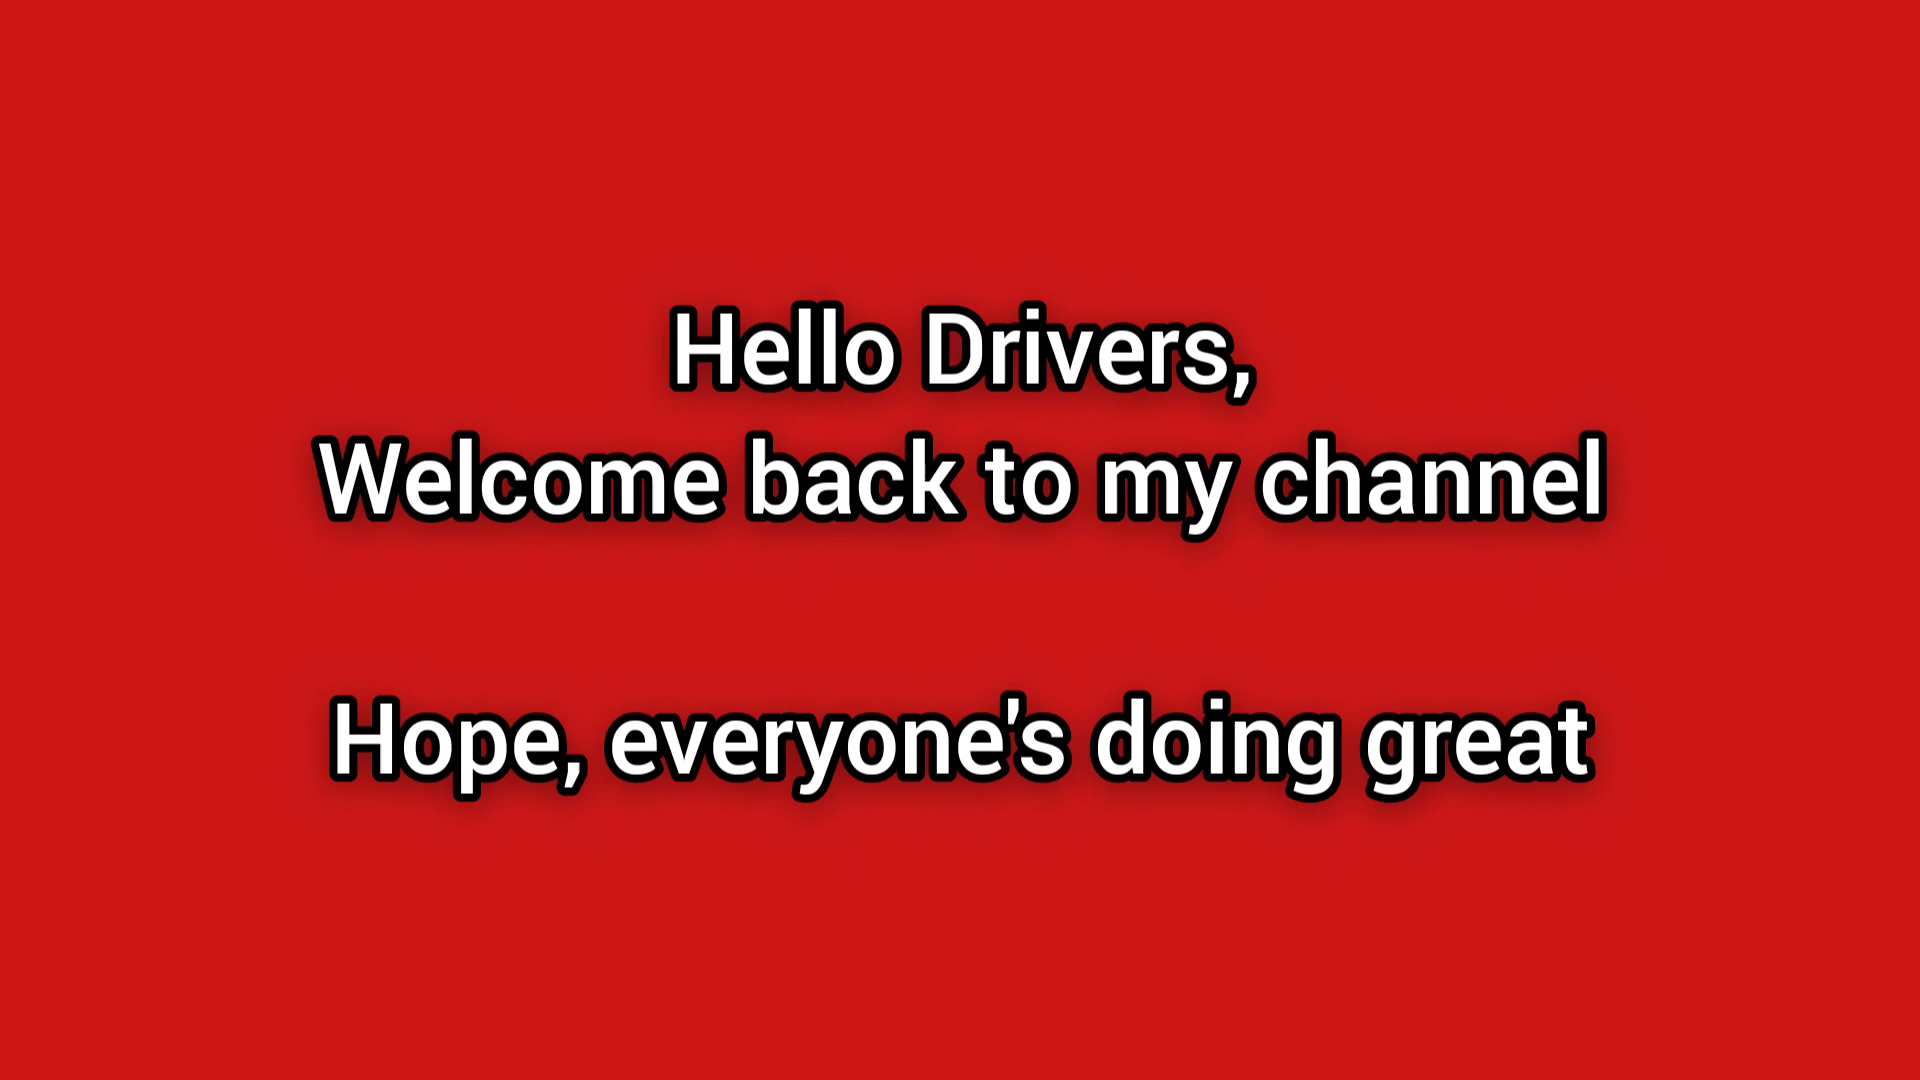 Hello Drivers,
Welcome back to my channel
Hope, everyone's doing great